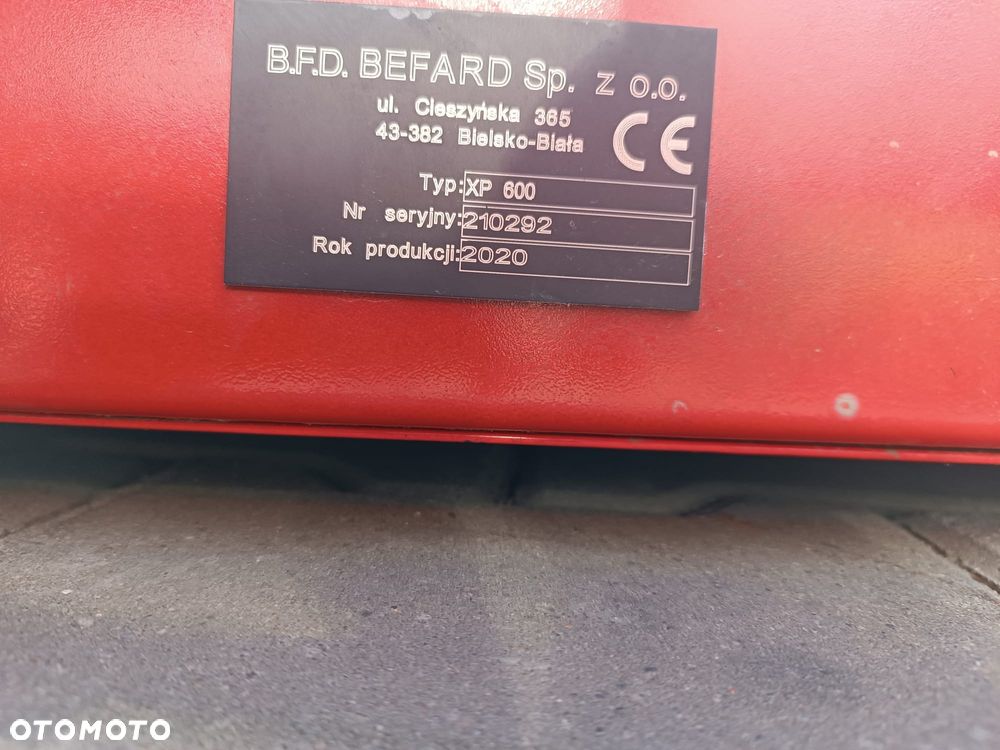 B.F.D. BEFARD Sp. z o.o.
ul. Cieszyńska 365
43-382 Bielsko-Biała
CE
Typ: XP 600
Nr seryjny: 210292
Rok produkcji: 2020
OTOMOTO